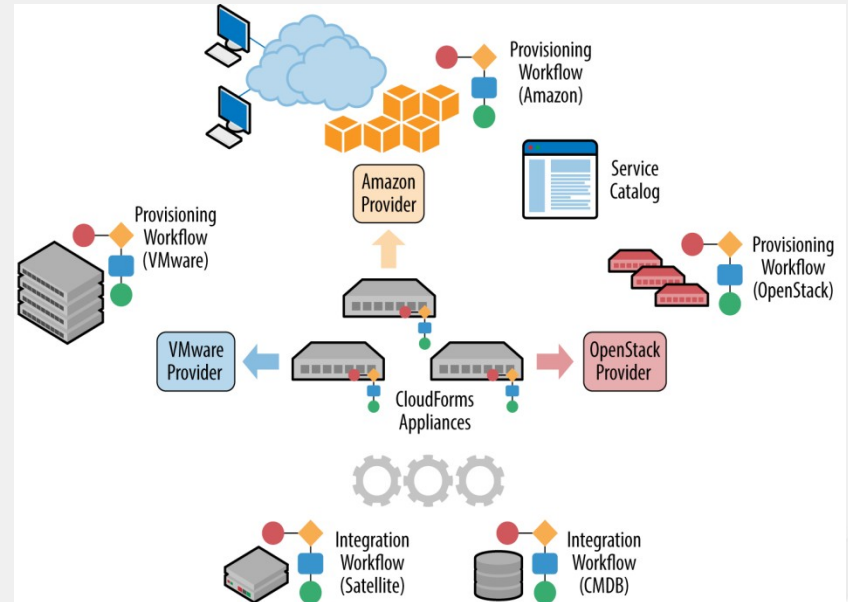 Provisioning
Workflow
(Amazon)
Service
Catalog
Amazon
Provider
Provisioning
Workflow
(VMware)
Provisioning
Workflow
(OpenStack)
VMware
Provider
OpenStack
Provider
CloudForms
Appliances
Integration
Workflow
(Satellite)
Integration
Workflow
(CMDB)